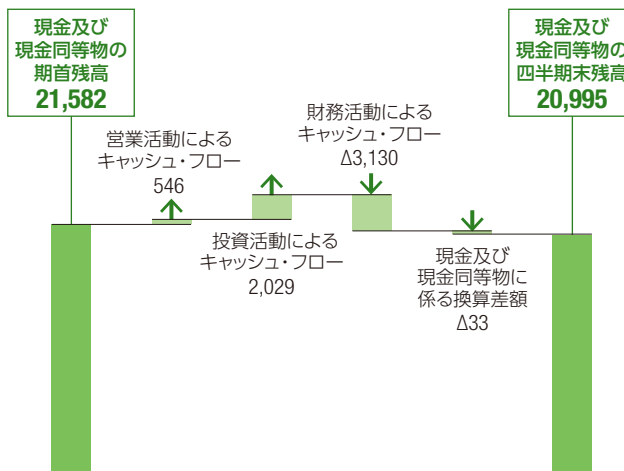 現金及び
現金同等物の
期首残高
21,582
営業活動による
キャッシュ・フロー
546
投資活動による
キャッシュ・フロー
2,029
財務活動による
キャッシュ・フロー
Δ3,130
現金及び
現金同等物に
係る換算差額
Δ33
現金及び
現金同等物の
四半期末残高
20,995